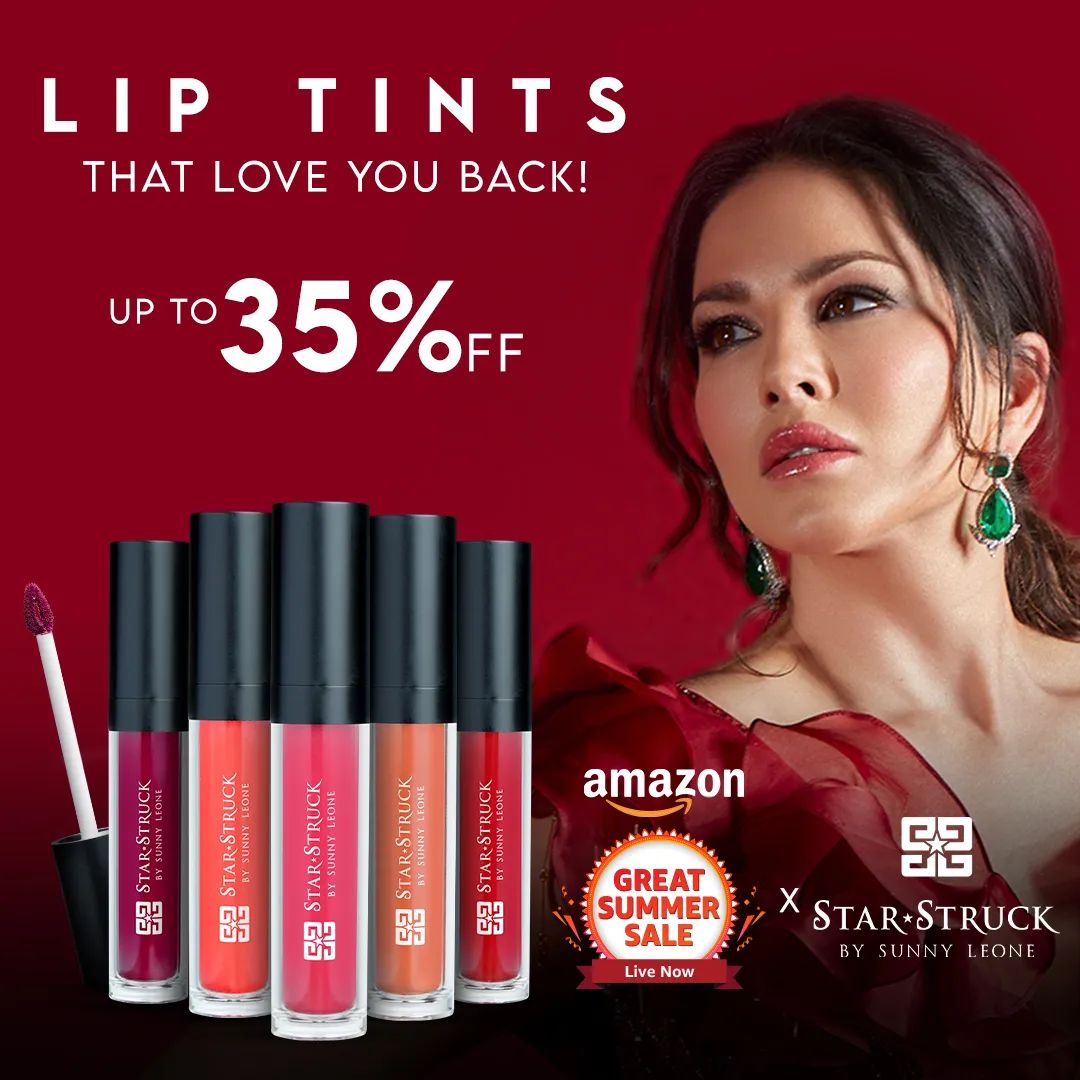 LIP TINTS
THAT LOVE YOU BACK!
UP TO 35%FF
STAR★STRUCK
BY SUNNY LEONE
STAR★STRUCK
BY SUNNY LEONE
STAR★STRUCK
BY SUNNY LEONE
STAR★STRUCK
BY SUNNY LEONE
STAR★STRUCK
BY SUNNY LEONE
amazon
GREAT
SUMMER
SALE
Live Now
X
STAR★STRUCK
BY SUNNY LEONE